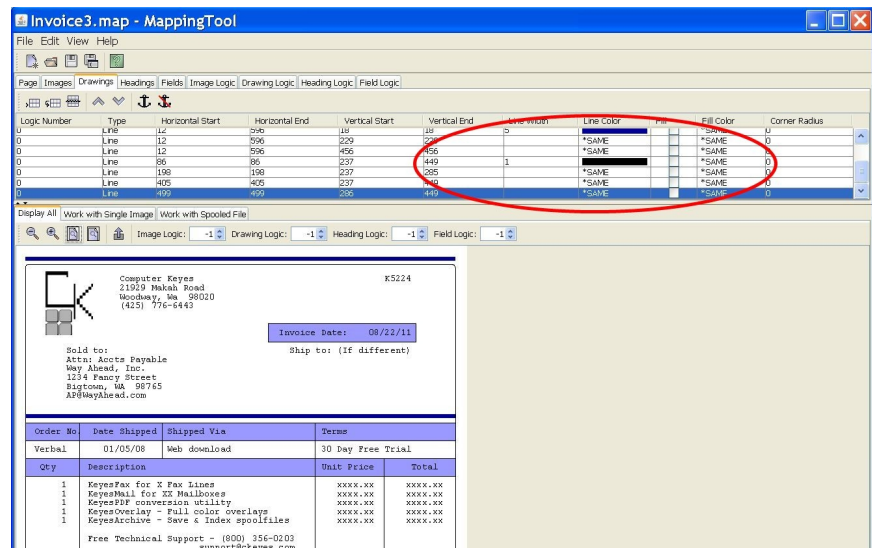 Invoice3.map - MappingTool
File Edit View Help
Page Images Drawings Headings Fields Image Logic Drawing Logic Heading Logic Field Logic
Logic Number Type Horizontal Start Horizontal End Vertical Start Vertical End Line Width Line Color Fill Fill Color Corner Radius
0 Line 12 596 18 18 5 *SAME 0
0 Line 12 596 229 229 *SAME *SAME 0
0 Line 12 596 456 456 *SAME *SAME 0
0 Line 86 86 237 449 1 *SAME 0
0 Line 198 198 237 285 *SAME *SAME 0
0 Line 405 405 237 449 *SAME *SAME 0
0 Line 499 499 286 449 *SAME *SAME 0
Display All Work with Single Image Work with Spooled File
Image Logic: -1 Drawing Logic: -1 Heading Logic: -1 Field Logic: -1
Computer Keyes K5224
21929 Makah Road
Woodway, Wa 98020
(425) 776-6443
Invoice Date: 08/22/11
Sold to: Ship to: (If different)
Attn: Accts Payable
Way Ahead, Inc.
1234 Fancy Street
Bigtown, WA 98765
AP@WayAhead.com
Order No. Date Shipped Shipped Via Terms
Verbal 01/05/08 Web download 30 Day Free Trial
Qty Description Unit Price Total
1 KeyesFax for X Fax Lines xxxx.xx xxxx.xx
1 KeyesMail for XX Mailboxes xxxx.xx xxxx.xx
1 KeyesPDF conversion utility xxxx.xx xxxx.xx
1 KeyesOverlay - Full color overlays xxxx.xx xxxx.xx
1 KeyesArchive - Save & Index spoolfiles xxxx.xx xxxx.xx
Free Technical Support - (800) 356-0203
support@ckeyes.com